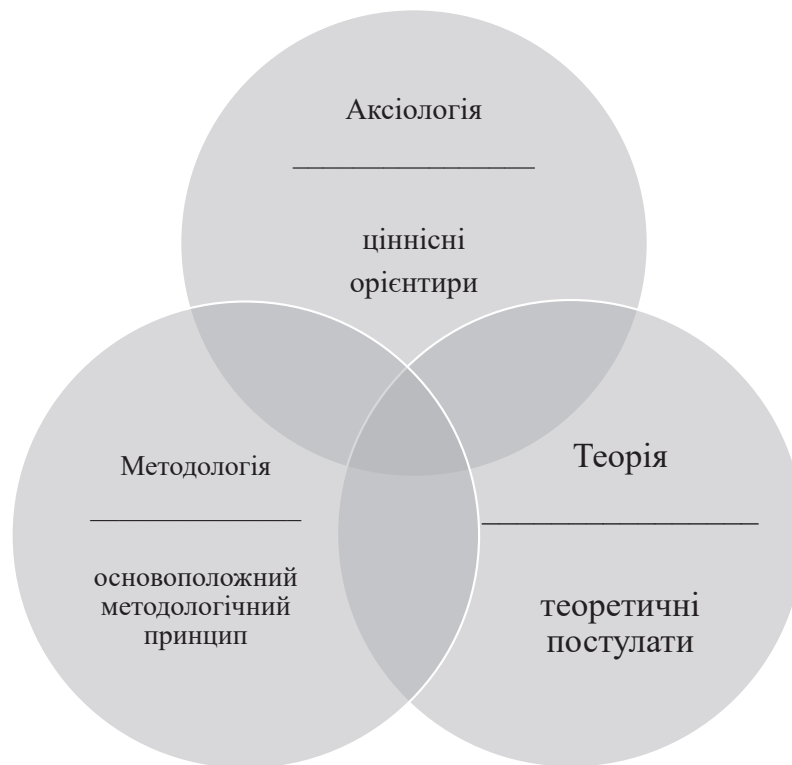 Аксіологія
ціннісні
орієнтири
Методологія
основоположний
методологічний
принцип
Теорія
теоретичні
постулати